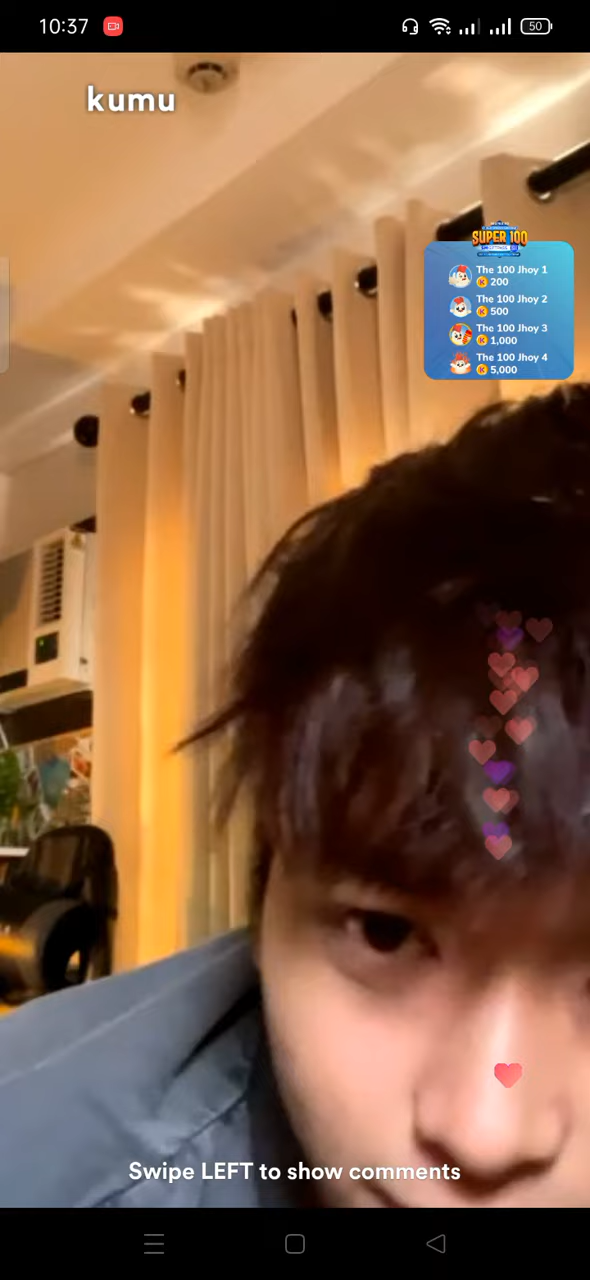 10:37
50
kumu
SUPER 100
The 100 Jhoy 1
K 200
The 100 Jhoy 2
K 500
The 100 Jhoy 3
K 1,000
The 100 Jhoy 4
K 5,000
Swipe LEFT to show comments